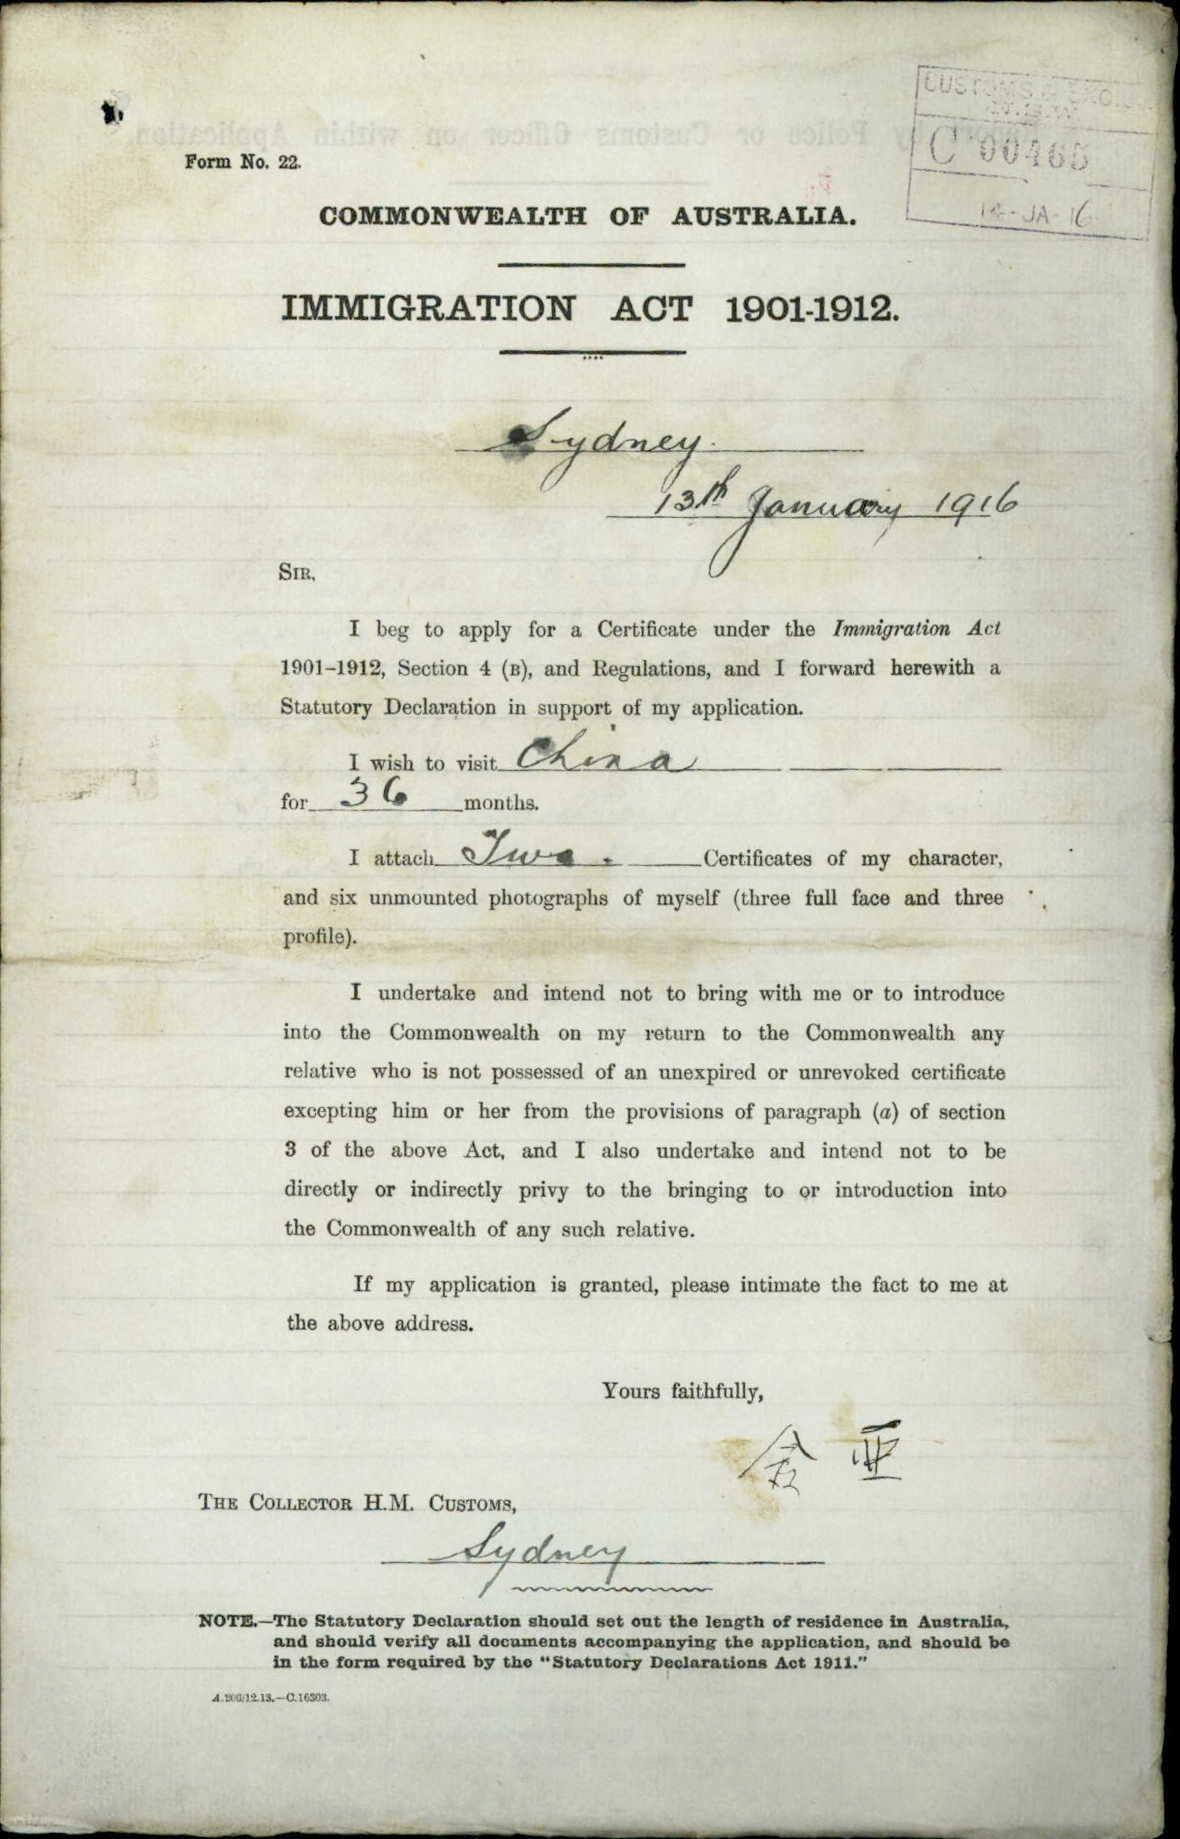 CUSTOMS & EXCISE
C 00465
14-JA-16
Form No. 22.
COMMONWEALTH OF AUSTRALIA.
IMMIGRATION ACT 1901-1912.
Sydney.
13th January 1916
SIR,
I beg to apply for a Certificate under the Immigration Act
1901–1912, Section 4 (B), and Regulations, and I forward herewith a
Statutory Declaration in support of my application.
I wish to visit China
for 36 months.
I attach Two. Certificates of my character,
and six unmounted photographs of myself (three full face and three
profile).
I undertake and intend not to bring with me or to introduce
into the Commonwealth on my return to the Commonwealth any
relative who is not possessed of an unexpired or unrevoked certificate
excepting him or her from the provisions of paragraph (a) of section
3 of the above Act, and I also undertake and intend not to be
directly or indirectly privy to the bringing to or introduction into
the Commonwealth of any such relative.
If my application is granted, please intimate the fact to me at
the above address.
Yours faithfully,
亜
THE COLLECTOR H.M. CUSTOMS,
Sydney
NOTE.—The Statutory Declaration should set out the length of residence in Australia,
and should verify all documents accompanying the application, and should be
in the form required by the "Statutory Declarations Act 1911."
C.16303.